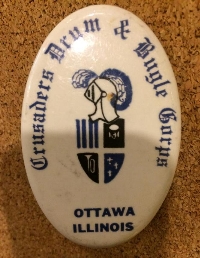 Crusaders Drum & Bugle Corps
OTTAWA
ILLINOIS